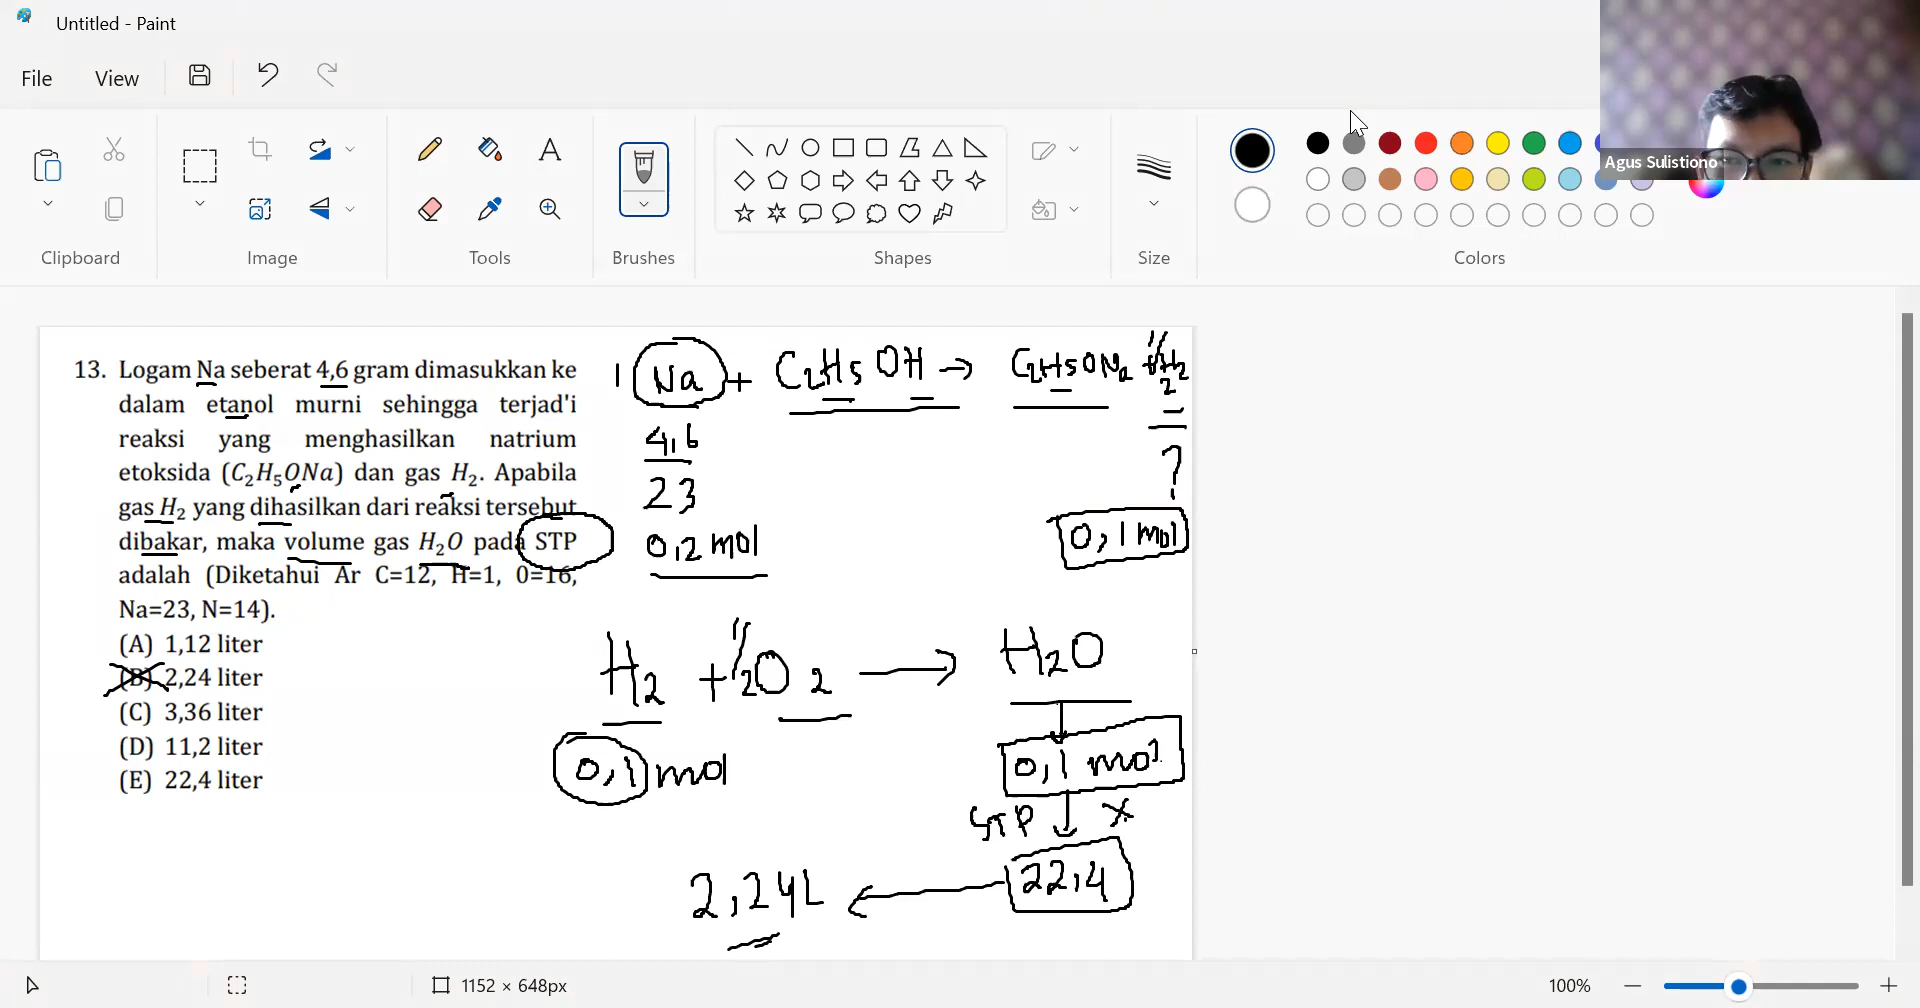 Untitled - Paint
File View
Clipboard
Image
Tools
Brushes
Shapes
Size
Colors
Agus Sulistiono
13. Logam Na seberat 4,6 gram dimasukkan ke
dalam etanol murni sehingga terjad'i
reaksi yang menghasilkan natrium
etoksida (C₂H₅ONa) dan gas H₂. Apabila
gas H₂ yang dihasilkan dari reaksi tersebut
dibakar, maka volume gas H₂O pada STP
adalah (Diketahui Ar C=12, H=1, 0=16,
Na=23, N=14).
(A) 1,12 liter
(B) 2,24 liter
(C) 3,36 liter
(D) 11,2 liter
(E) 22,4 liter
1 Na + C₂H₅OH → C₂H₅ONa + 1/2 H₂
4,6
23
?
0,2 mol
0,1 mol
H₂ + 1/2 O₂ → H₂O
0,1 mol
0,1 mol
STP ×
22,4
2,24L
1152 × 648px
100%